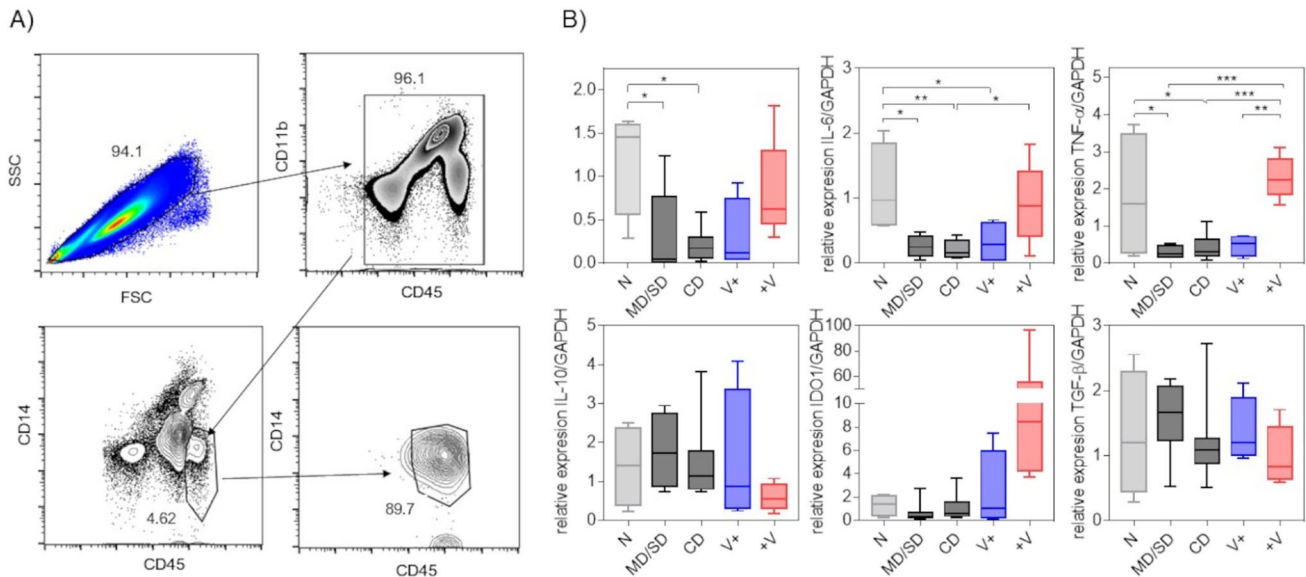 A)
B)
94.1
SSC
FSC
96.1
CD11b
CD45
CD14
4.62
CD45
CD14
89.7
CD45
2.0
1.5
1.0
0.5
0.0
*
*
N
MD/SD
CD
V+
+V
relative expresion IL-6/GAPDH
3
2
1
0
*
**
*
*
N
MD/SD
CD
V+
+V
relative expresion TNF-α/GAPDH
5
4
3
2
1
0
***
*
***
*
**
N
MD/SD
CD
V+
+V
relative expresion IL-10/GAPDH
5
4
3
2
1
0
N
MD/SD
CD
V+
+V
relative expresion IDO1/GAPDH
100
80
60
40
10
8
6
4
2
0
N
MD/SD
CD
V+
+V
relative expresion TGF-β/GAPDH
3
2
1
0
N
MD/SD
CD
V+
+V